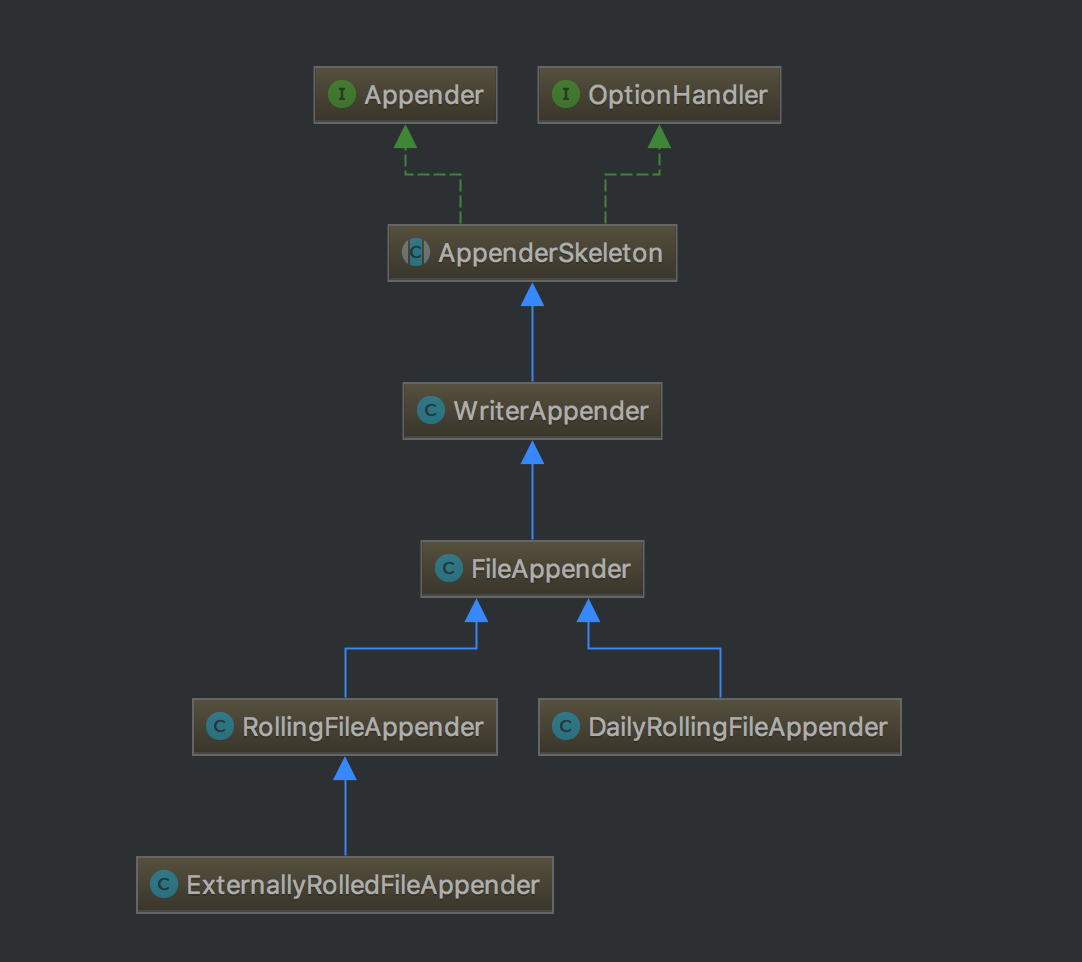 I Appender
I OptionHandler
C AppenderSkeleton
C WriterAppender
C FileAppender
C RollingFileAppender
C DailyRollingFileAppender
C ExternallyRolledFileAppender